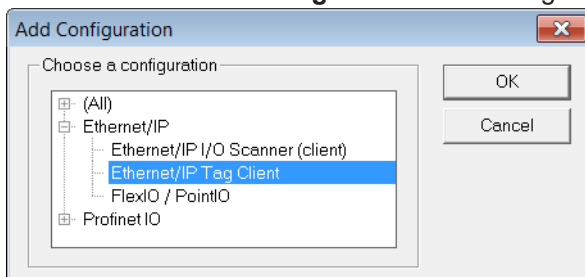 Add Configuration
Choose a configuration
(All)
Ethernet/IP
Ethernet/IP I/O Scanner (client)
Ethernet/IP Tag Client
FlexIO / PointIO
Profinet IO
OK
Cancel